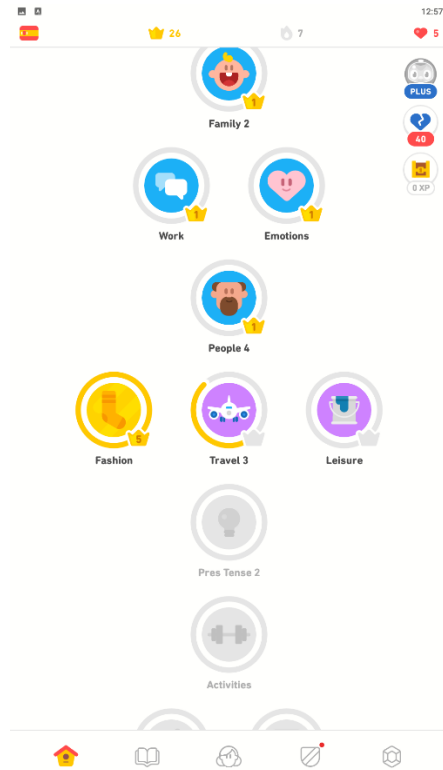 12:57
26
7
5
PLUS
40
0 XP
1
Family 2
1
1
Work
Emotions
1
People 4
5
Fashion
Travel 3
Leisure
Pres Tense 2
Activities